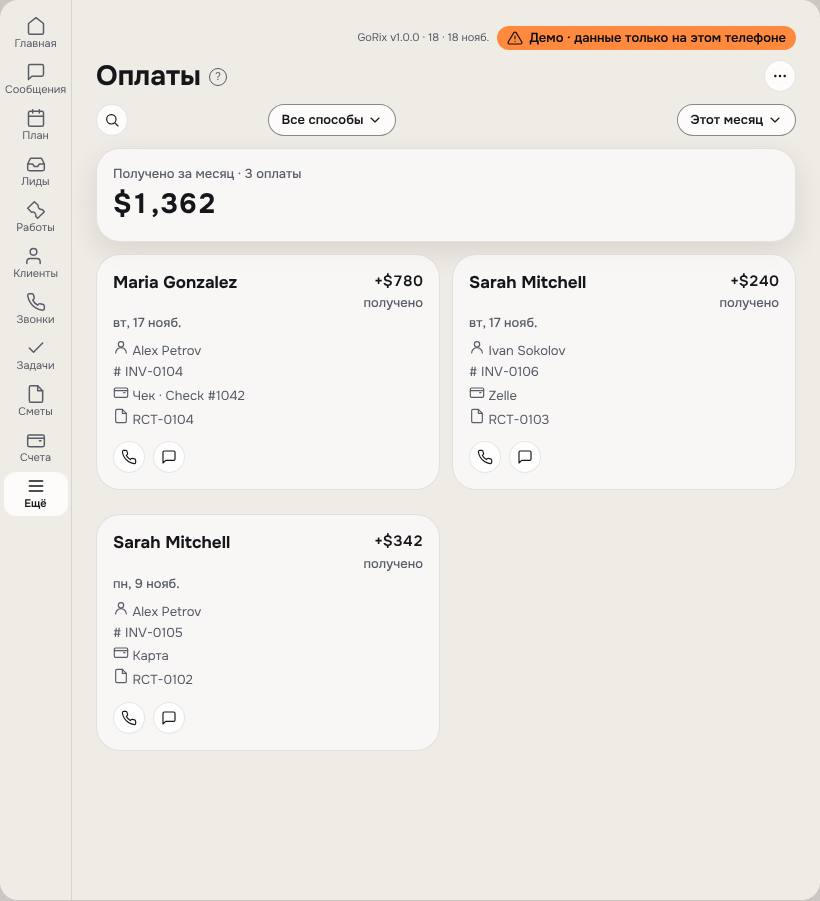 GoRix v1.0.0 · 18 · 18 нояб.
Демо · данные только на этом телефоне
Главная
Сообщения
План
Лиды
Работы
Клиенты
Звонки
Задачи
Сметы
Счета
Ещё
Оплаты ?
Все способы
Этот месяц
Получено за месяц · 3 оплаты
$1,362
Maria Gonzalez
+$780
получено
вт, 17 нояб.
Alex Petrov
# INV-0104
Чек · Check #1042
RCT-0104
Sarah Mitchell
+$240
получено
вт, 17 нояб.
Ivan Sokolov
# INV-0106
Zelle
RCT-0103
Sarah Mitchell
+$342
получено
пн, 9 нояб.
Alex Petrov
# INV-0105
Карта
RCT-0102